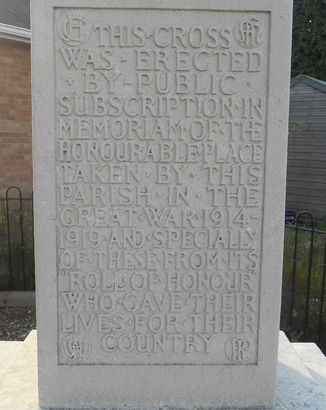 THIS·CROSS
WAS·ERECTED
·BY·PUBLIC·
SUBSCRIPTION·IN
MEMORIAM·OF·THE
HONOURABLE·PLACE
TAKEN·BY·THIS
PARISH·IN·THE
GREAT·WAR·1914-
1919·AND·SPECIALLY
OF·THESE·FROM·ITS
"ROLL·OF·HONOUR
WHO·GAVE·THEIR
LIVES·FOR·THEIR
COUNTRY